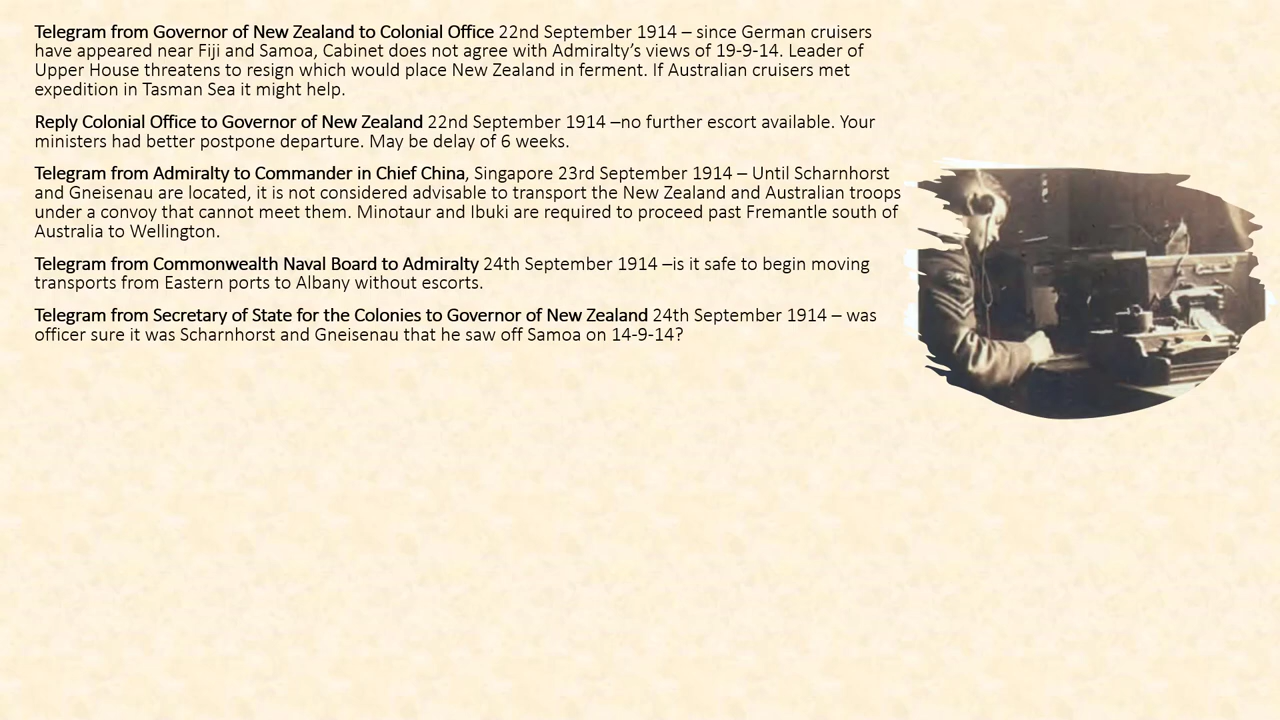 Telegram from Governor of New Zealand to Colonial Office 22nd September 1914 – since German cruisers
have appeared near Fiji and Samoa, Cabinet does not agree with Admiralty’s views of 19-9-14. Leader of
Upper House threatens to resign which would place New Zealand in ferment. If Australian cruisers met
expedition in Tasman Sea it might help.
Reply Colonial Office to Governor of New Zealand 22nd September 1914 –no further escort available. Your
ministers had better postpone departure. May be delay of 6 weeks.
Telegram from Admiralty to Commander in Chief China, Singapore 23rd September 1914 – Until Scharnhorst
and Gneisenau are located, it is not considered advisable to transport the New Zealand and Australian troops
under a convoy that cannot meet them. Minotaur and Ibuki are required to proceed past Fremantle south of
Australia to Wellington.
Telegram from Commonwealth Naval Board to Admiralty 24th September 1914 –is it safe to begin moving
transports from Eastern ports to Albany without escorts.
Telegram from Secretary of State for the Colonies to Governor of New Zealand 24th September 1914 – was
officer sure it was Scharnhorst and Gneisenau that he saw off Samoa on 14-9-14?